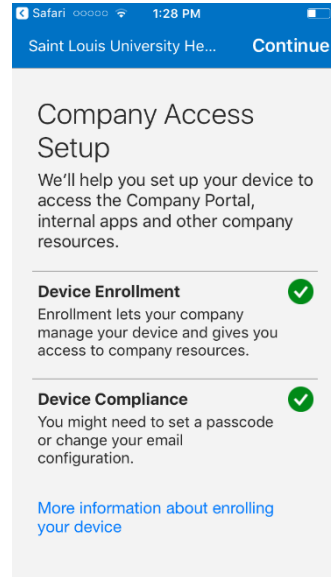 Safari 1:28 PM
Saint Louis University He... Continue
Company Access
Setup
We'll help you set up your device to
access the Company Portal,
internal apps and other company
resources.
Device Enrollment
Enrollment lets your company
manage your device and gives you
access to company resources.
Device Compliance
You might need to set a passcode
or change your email
configuration.
More information about enrolling
your device